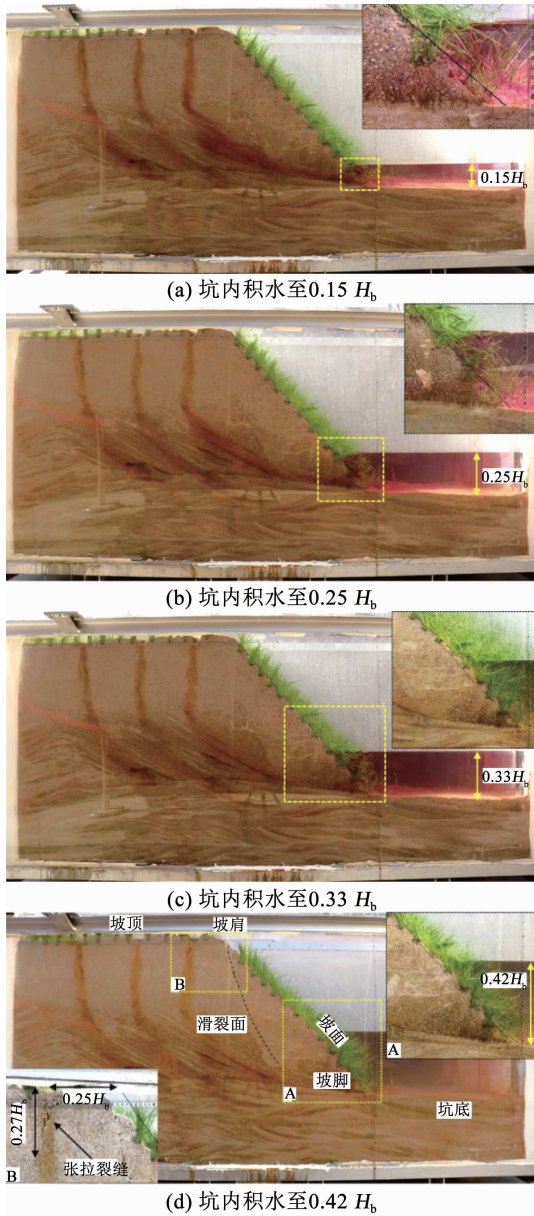 0.15Hb
(a) 坑内积水至0.15 Hb
0.25Hb
(b) 坑内积水至0.25 Hb
0.33Hb
(c) 坑内积水至0.33 Hb
坡顶
坡肩
B
滑裂面
坡面
坡脚
A
坑底
0.42Hb
A
0.25Hb
0.27Hb
张拉裂缝
B
(d) 坑内积水至0.42 Hb